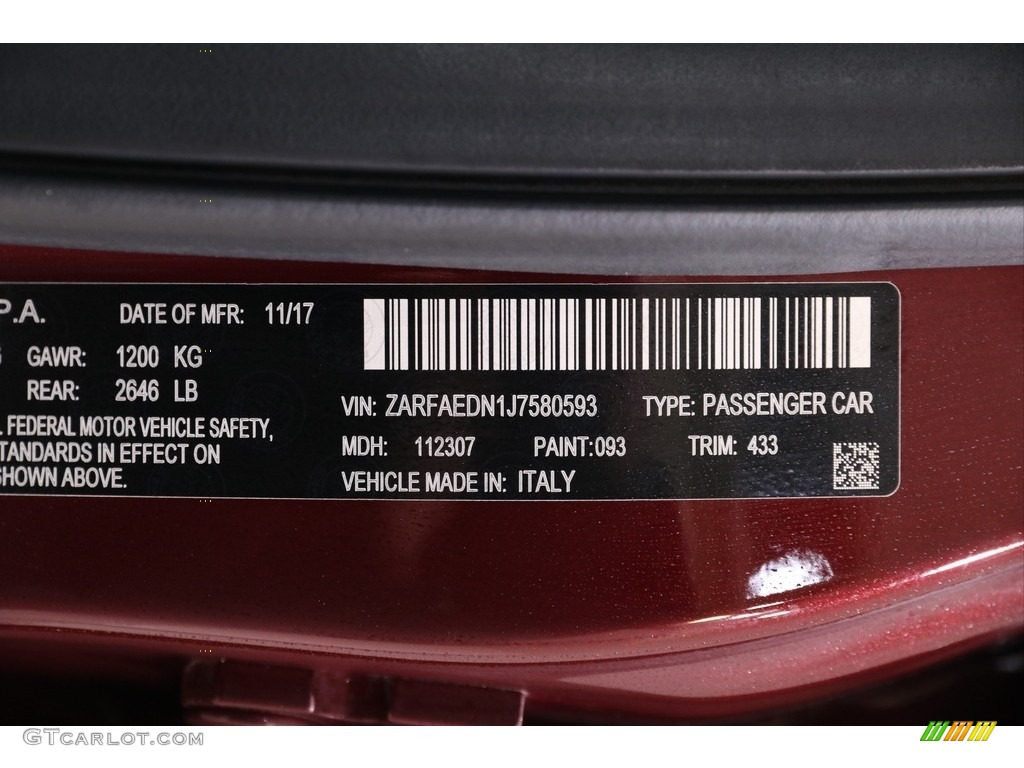 P.A. DATE OF MFR: 11/17
GAWR: 1200 KG
REAR: 2646 LB
FEDERAL MOTOR VEHICLE SAFETY,
TANDARDS IN EFFECT ON
SHOWN ABOVE.
VIN: ZARFAEDN1J7580593 TYPE: PASSENGER CAR
MDH: 112307 PAINT:093 TRIM: 433
VEHICLE MADE IN: ITALY
GTCARLOT.COM